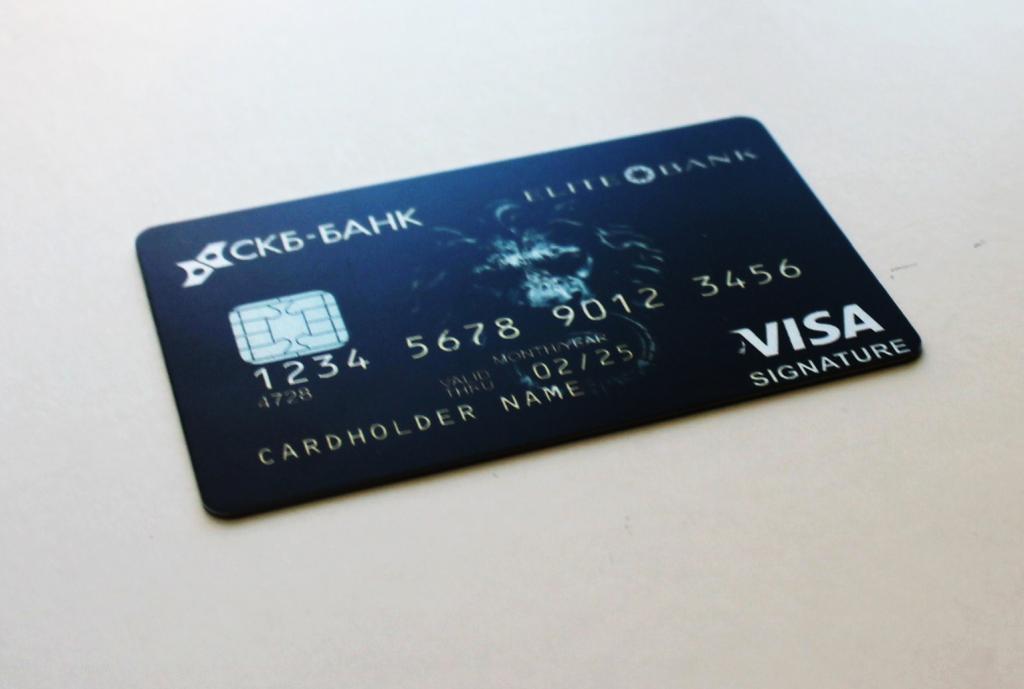 СКБ-БАНК
ELITE BANK
1234 5678 9012 3456
4728
MONTH/YEAR
VALID THRU 02/25
CARDHOLDER NAME
VISA
SIGNATURE